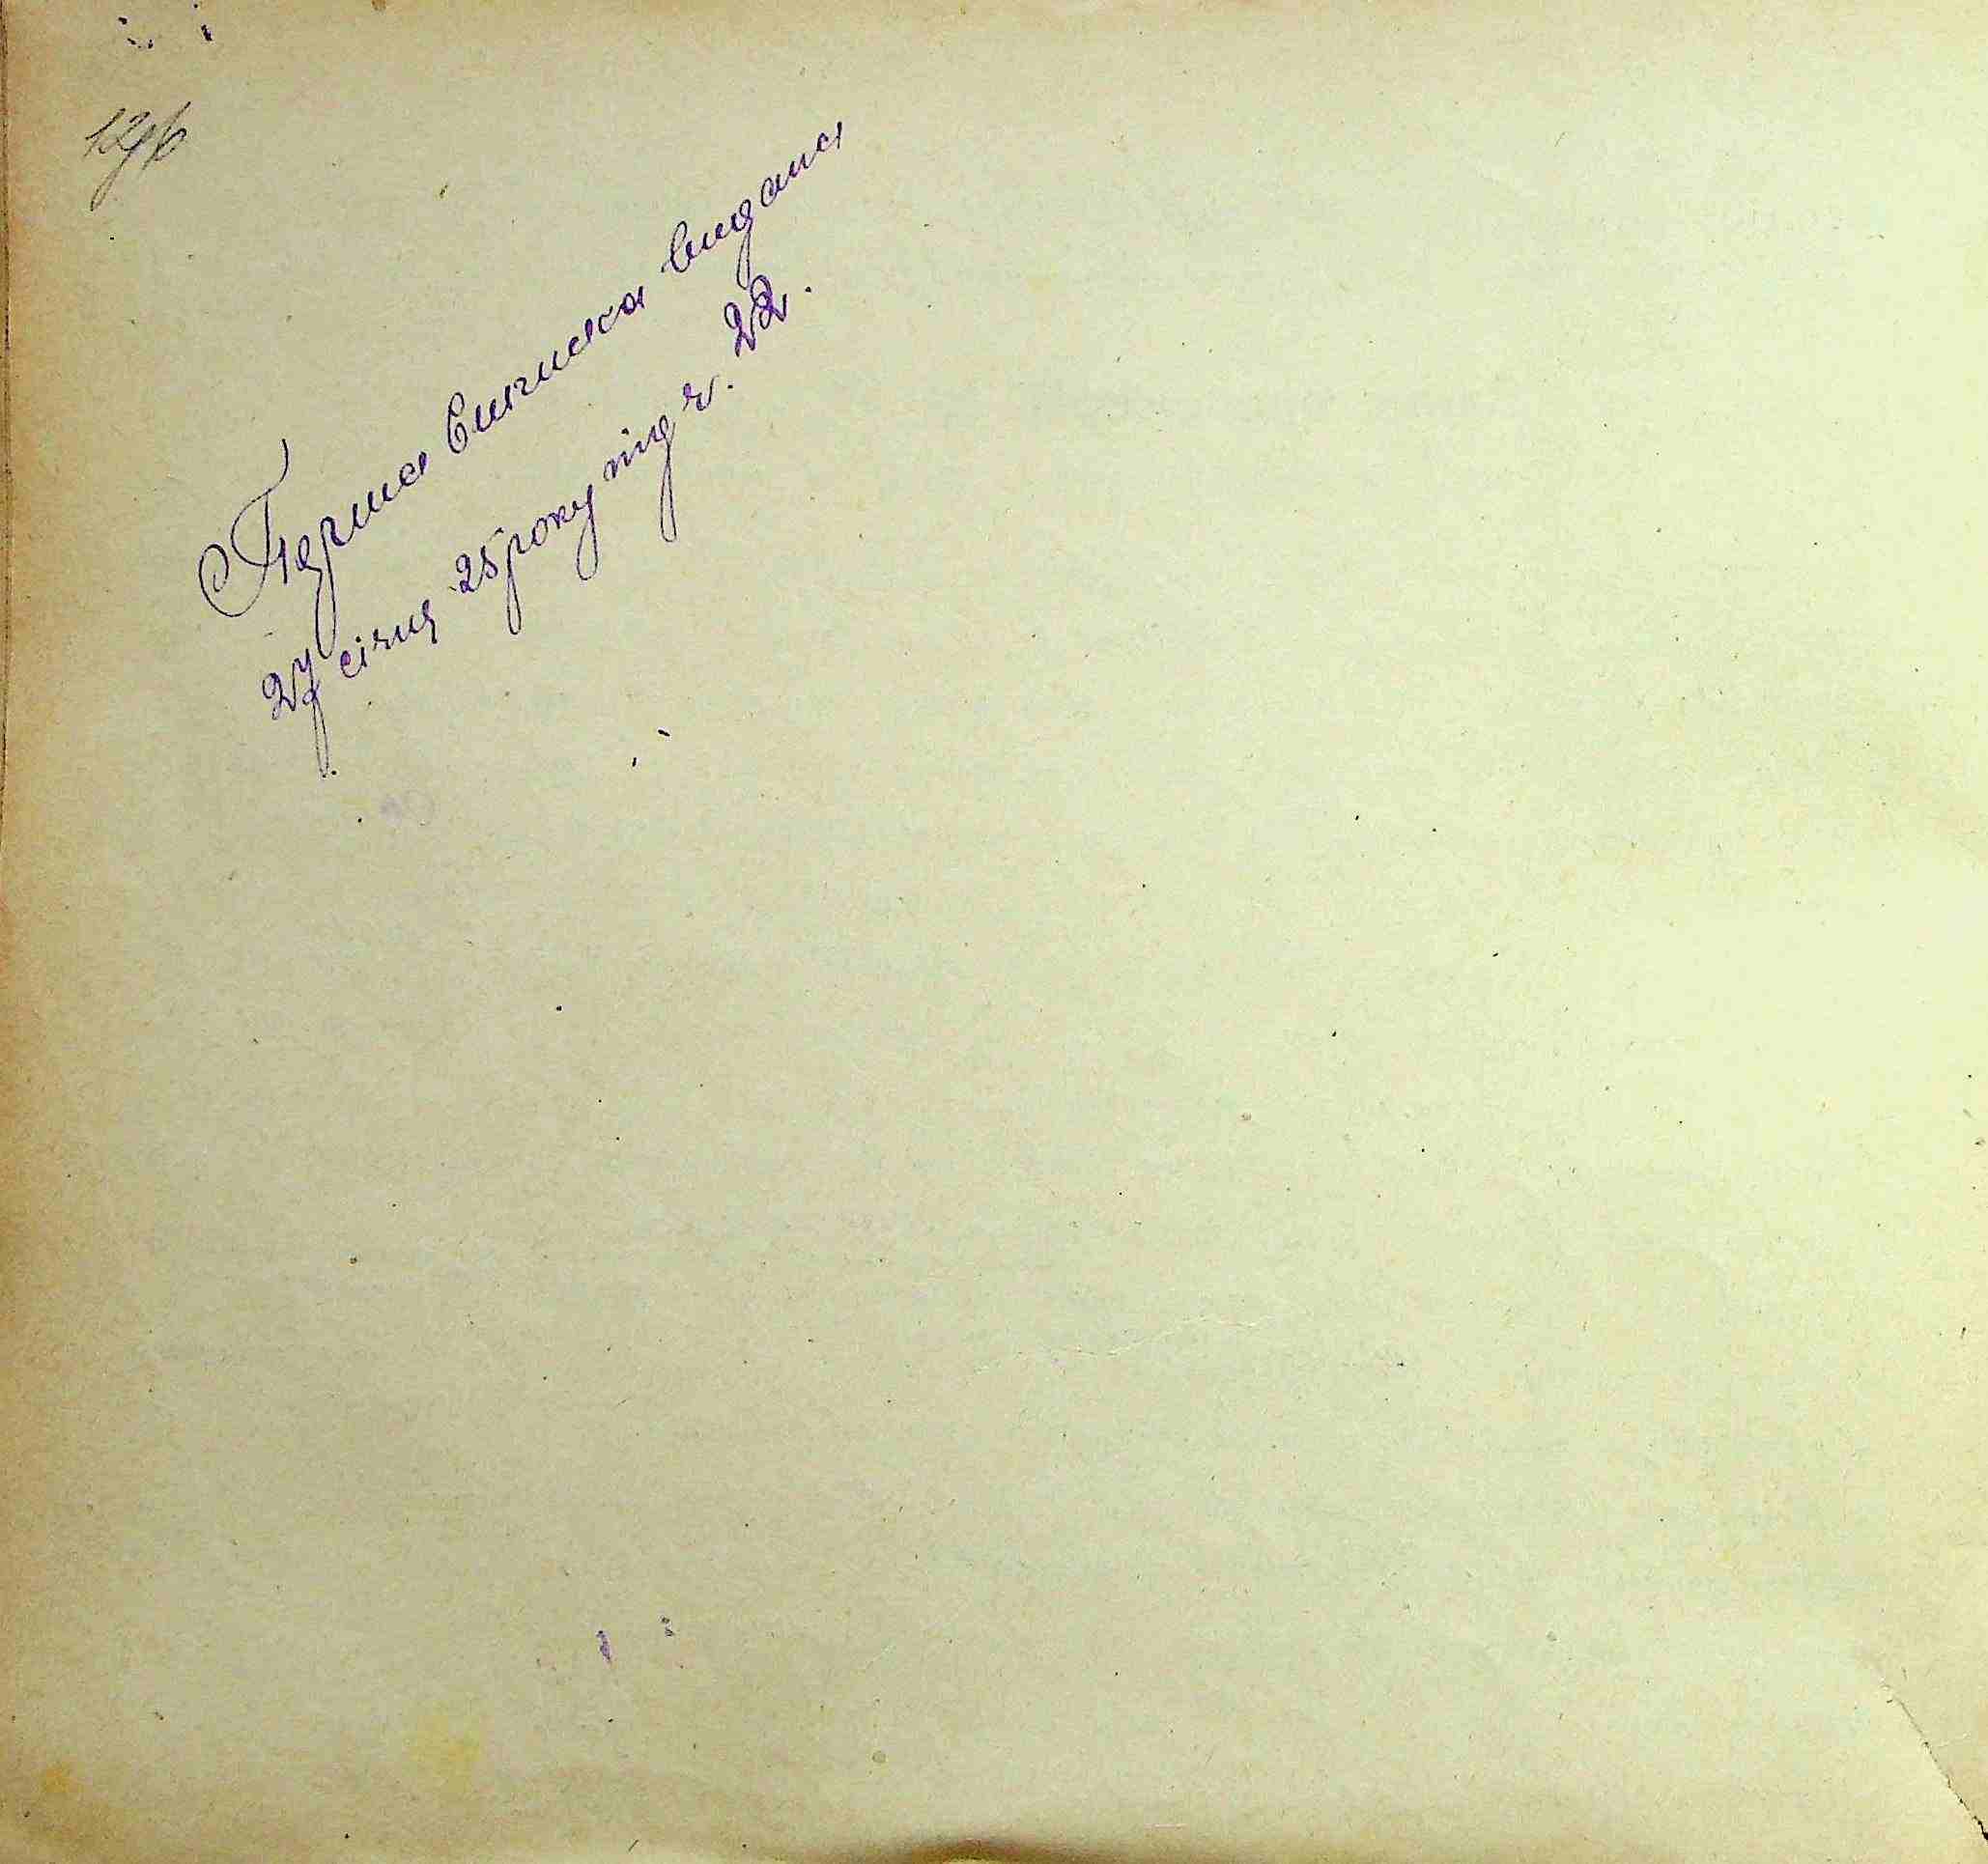 Перша виписка видана
27 січня 25 року під ч. 22.